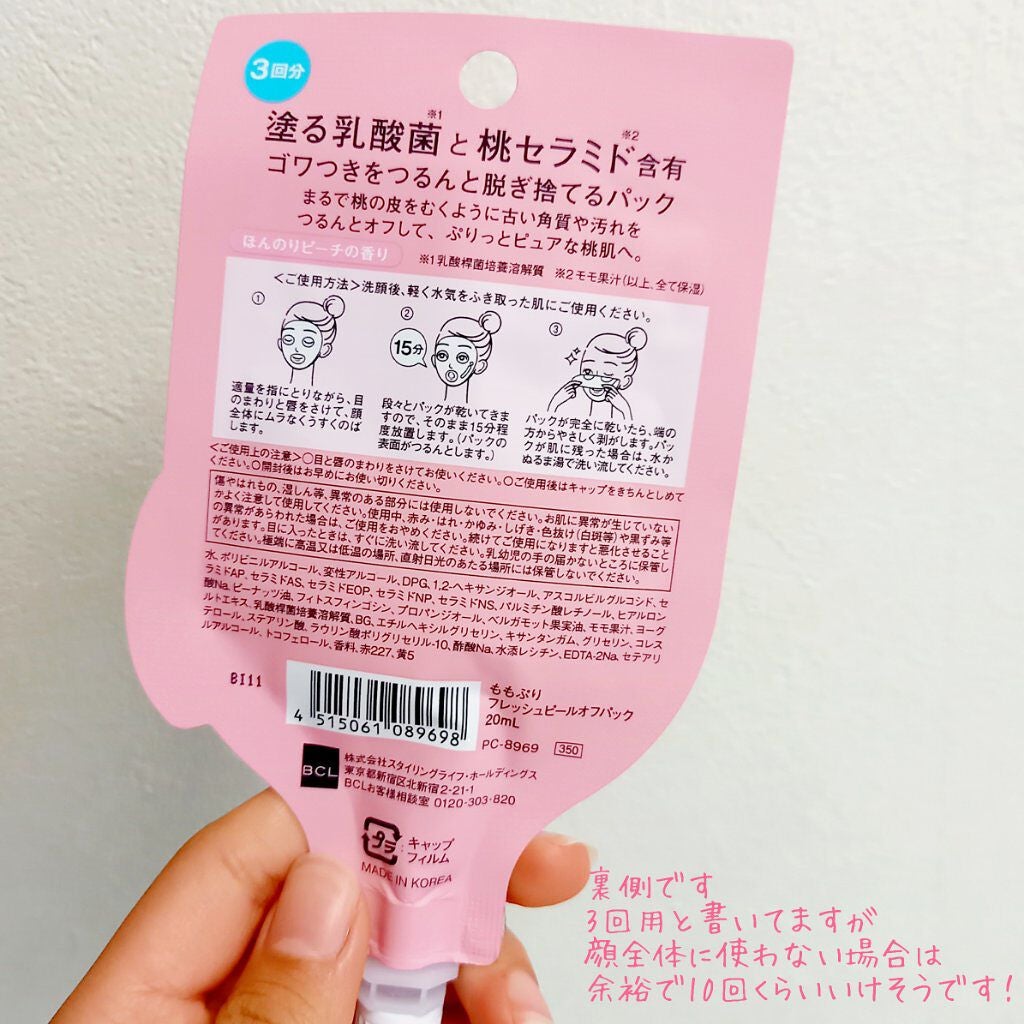 3回分
塗る乳酸菌※1と桃セラミド※2含有
ゴワつきをつるんと脱ぎ捨てるパック
まるで桃の皮をむくように古い角質や汚れを
つるんとオフして、ぷりっとピュアな桃肌へ。
ほんのりピーチの香り
※1乳酸桿菌培養溶解質 ※2モモ果汁(以上、全て保湿)
<ご使用方法>洗顔後、軽く水気をふき取った肌にご使用ください。
①
適量を指にとりながら、目
のまわりと唇をさけて、顔
全体にムラなくうすくのば
します。
②
15分
段々とパックが乾いてきま
すので、そのまま15分程
度放置します。(パックの
表面がつるんとします。)
③
パックが完全に乾いたら、端の
方からやさしく剥がします。パッ
クが肌に残った場合は、水か
ぬるま湯で洗い流してください。
<ご使用上の注意>○目と唇のまわりをさけてお使いください。○ご使用後はキャップをきちんとしめて
ください。○開封後はお早めにお使い切りください。
傷やはれもの、湿しん等、異常のある部分には使用しないでください。お肌に異常が生じていない
かよく注意して使用してください。使用中、赤み・はれ・かゆみ・しげき・色抜け(白斑等)や黒ずみ等
の異常があらわれた場合は、ご使用をおやめください。続けてご使用になりますと悪化させること
があります。目に入ったときは、すぐに洗い流してください。乳幼児の手の届かないところに保管し
てください。極端に高温又は低温の場所、直射日光のあたる場所には保管しないでください。
水、ポリビニルアルコール、変性アルコール、DPG、1,2-ヘキサンジオール、アスコルビルグルコシド、セ
ラミドAP、セラミドAS、セラミドEOP、セラミドNP、セラミドNS、パルミチン酸レチノール、ヒアルロン
酸Na、ピーナッツ油、フィトスフィンゴシン、プロパンジオール、ベルガモット果実油、モモ果汁、ヨーグ
ルトエキス、乳酸桿菌培養溶解質、BG、エチルヘキシルグリセリン、キサンタンガム、グリセリン、コレス
テロール、ステアリン酸、ラウリン酸ポリグリセリル-10、酢酸Na、水添レシチン、EDTA-2Na、セテアリ
ルアルコール、トコフェロール、香料、赤227、黄5
BI11
4 515061 089698
ももぷり
フレッシュピールオフパック
20mL
PC-8969 350
BCL
株式会社スタイリングライフ・ホールディングス
東京都新宿区北新宿2-21-1
BCLお客様相談室 0120-303-820
プラ
: キャップ
フィルム
MADE IN KOREA
裏側です
3回用と書いてますが
顔全体に使わない場合は
余裕で10回くらいいけそうです!